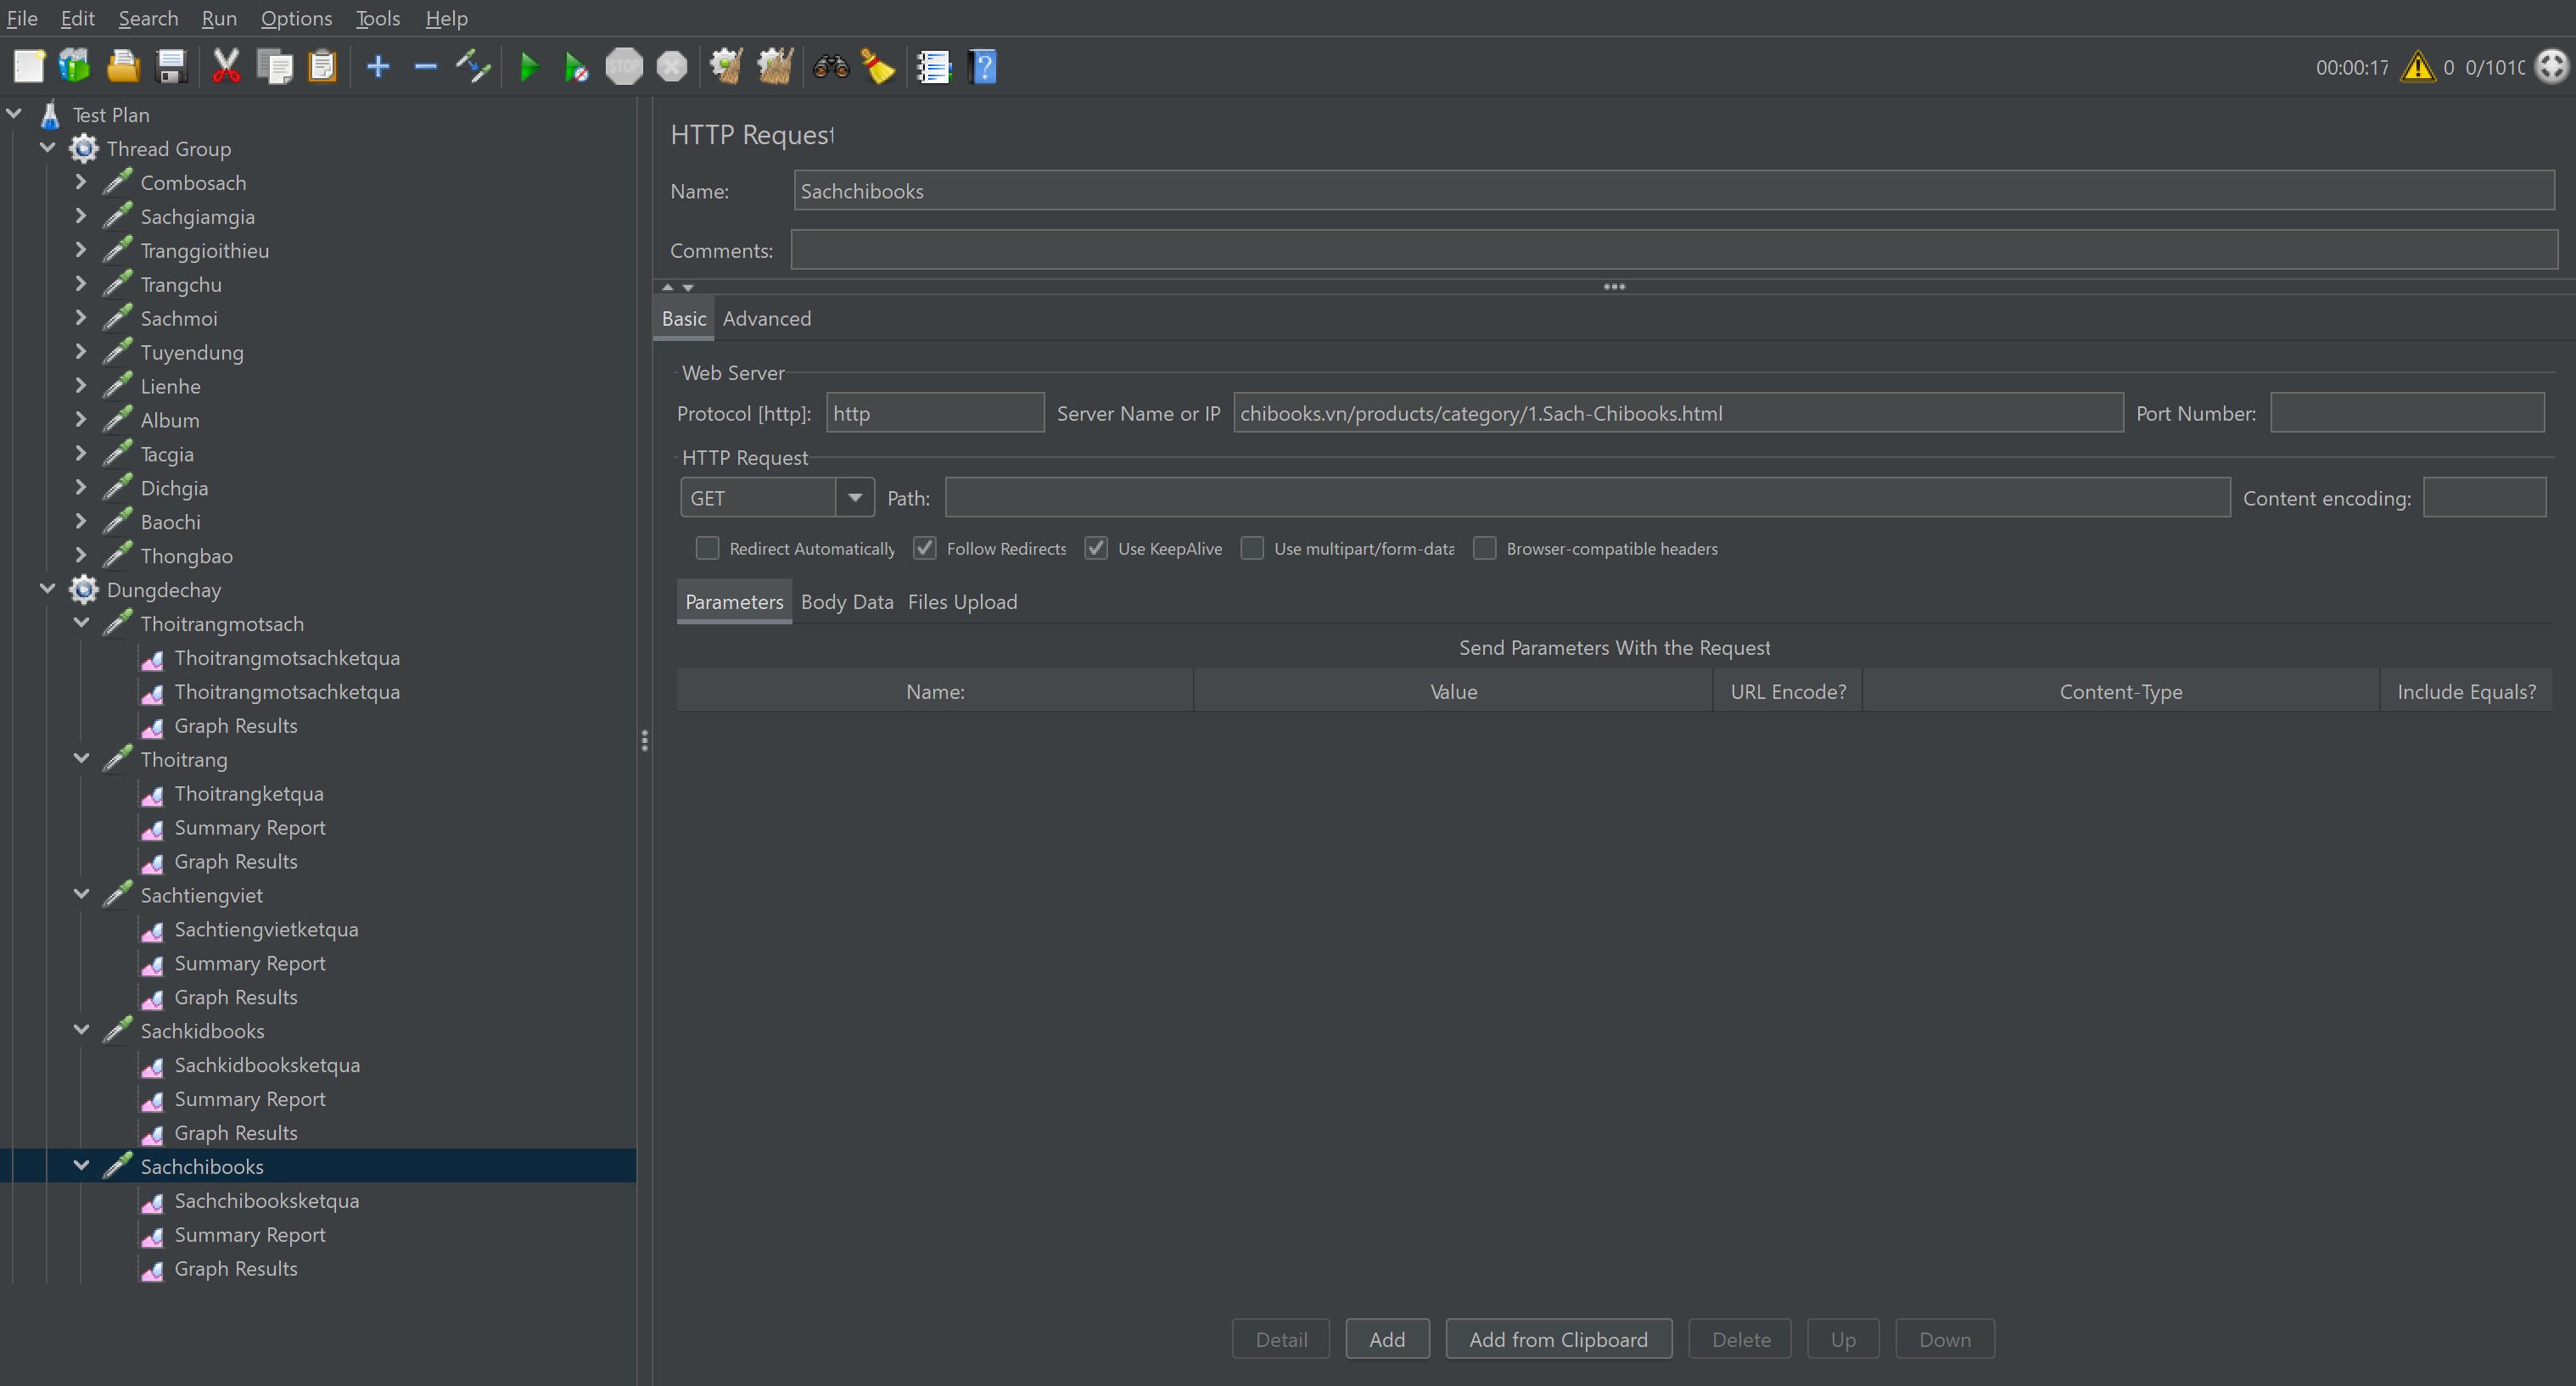 File Edit Search Run Options Tools Help
STOP
00:00:17 0 0/1010
Test Plan
Thread Group
Combosach
Sachgiamgia
Tranggioithieu
Trangchu
Sachmoi
Tuyendung
Lienhe
Album
Tacgia
Dichgia
Baochi
Thongbao
Dungdechay
Thoitrangmotsach
Thoitrangmotsachketqua
Thoitrangmotsachketqua
Graph Results
Thoitrang
Thoitrangketqua
Summary Report
Graph Results
Sachtiengviet
Sachtiengvietketqua
Summary Report
Graph Results
Sachkidbooks
Sachkidbooksketqua
Summary Report
Graph Results
Sachchibooks
Sachchibooksketqua
Summary Report
Graph Results
HTTP Request
Name: Sachchibooks
Comments:
Basic Advanced
Web Server
Protocol [http]: http Server Name or IP chibooks.vn/products/category/1.Sach-Chibooks.html Port Number:
HTTP Request
GET Path: Content encoding:
Redirect Automatically Follow Redirects Use KeepAlive Use multipart/form-data Browser-compatible headers
Parameters Body Data Files Upload
Send Parameters With the Request
Name: Value URL Encode? Content-Type Include Equals?
Detail Add Add from Clipboard Delete Up Down